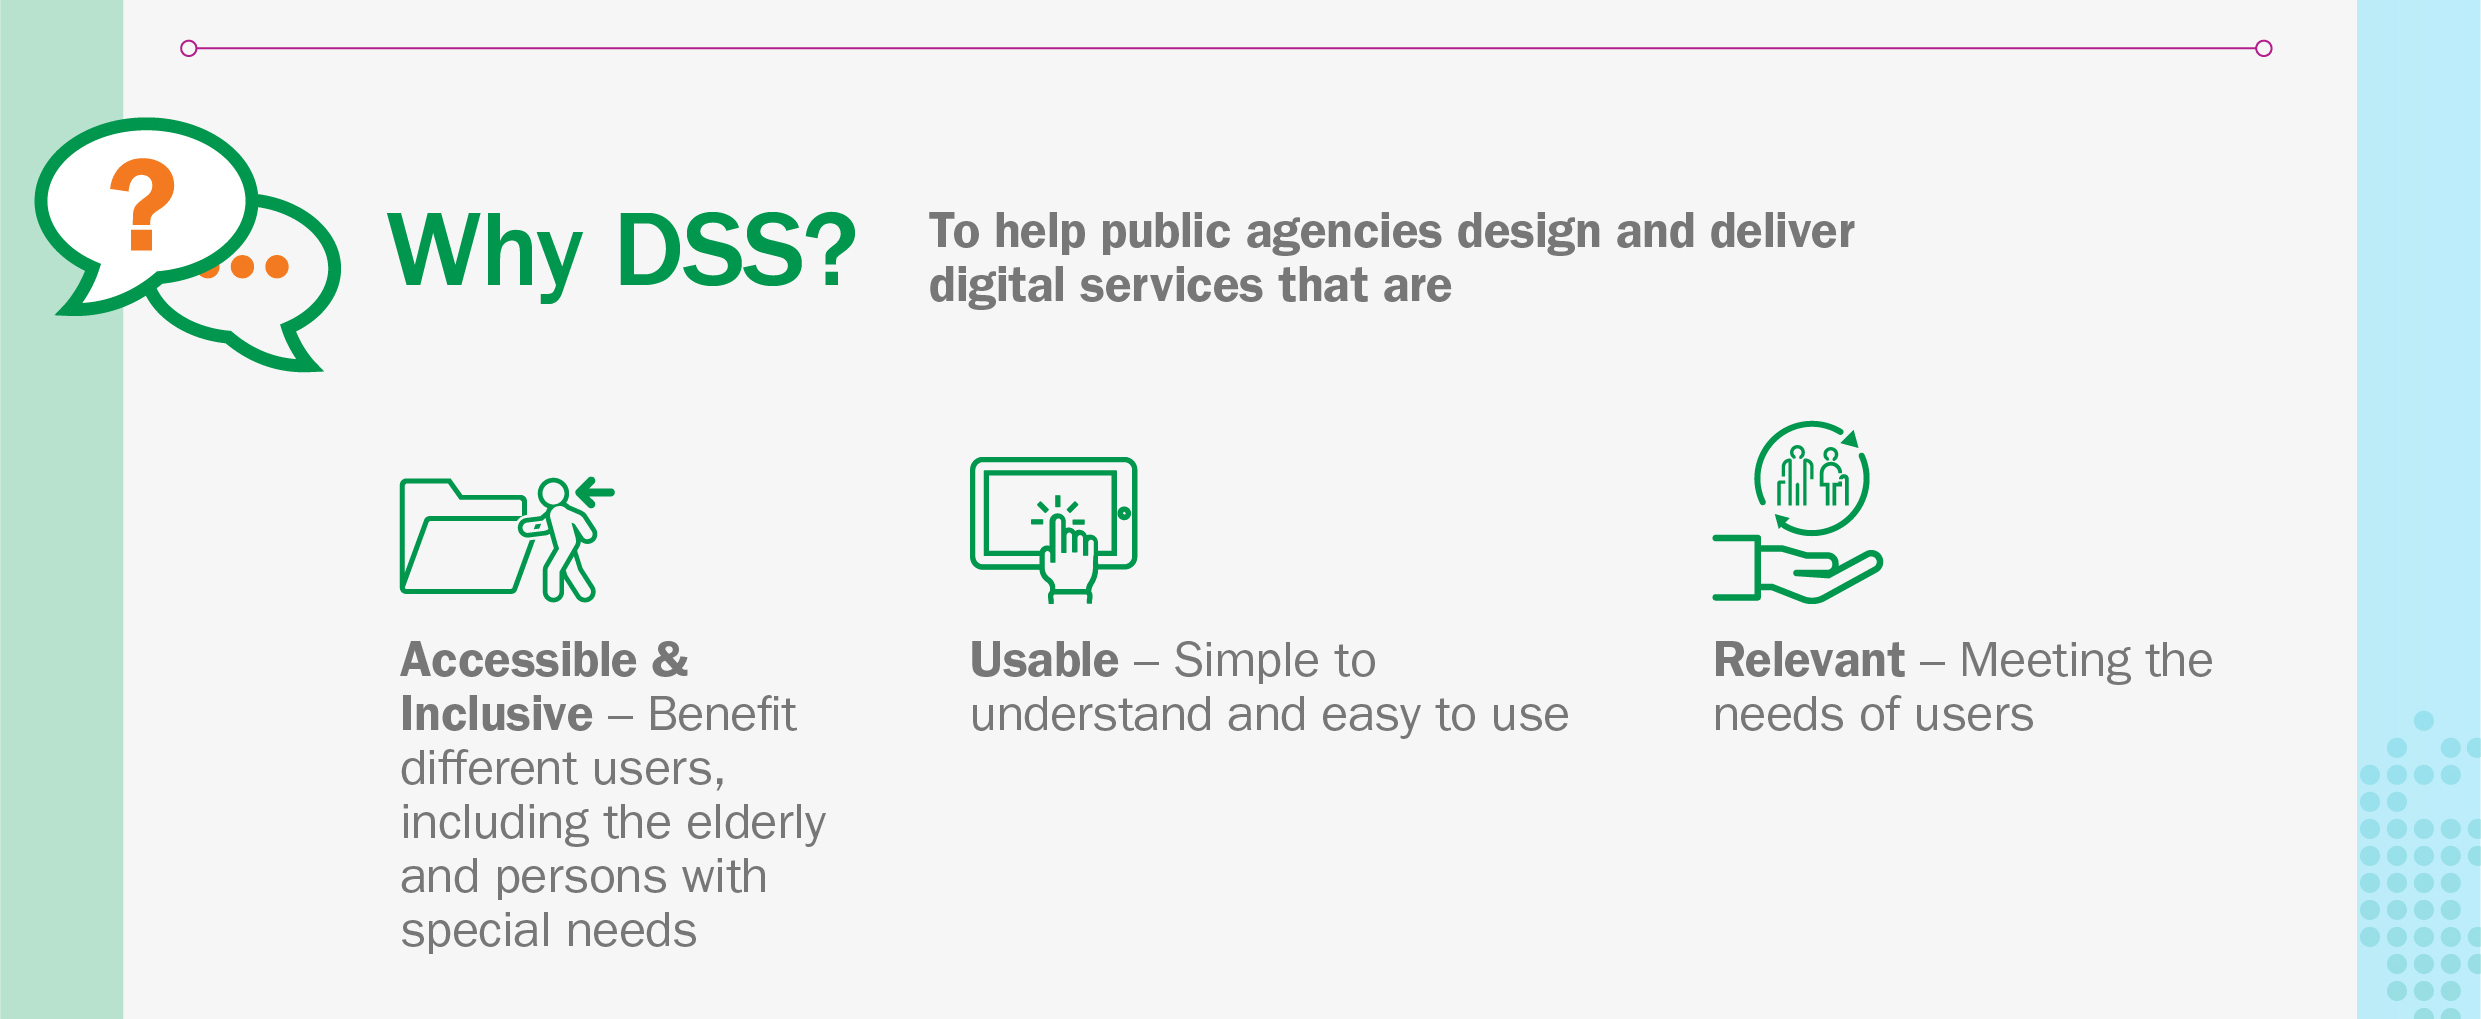 ?
Why DSS?
To help public agencies design and deliver
digital services that are
Accessible &
Inclusive – Benefit
different users,
including the elderly
and persons with
special needs
Usable – Simple to
understand and easy to use
Relevant – Meeting the
needs of users